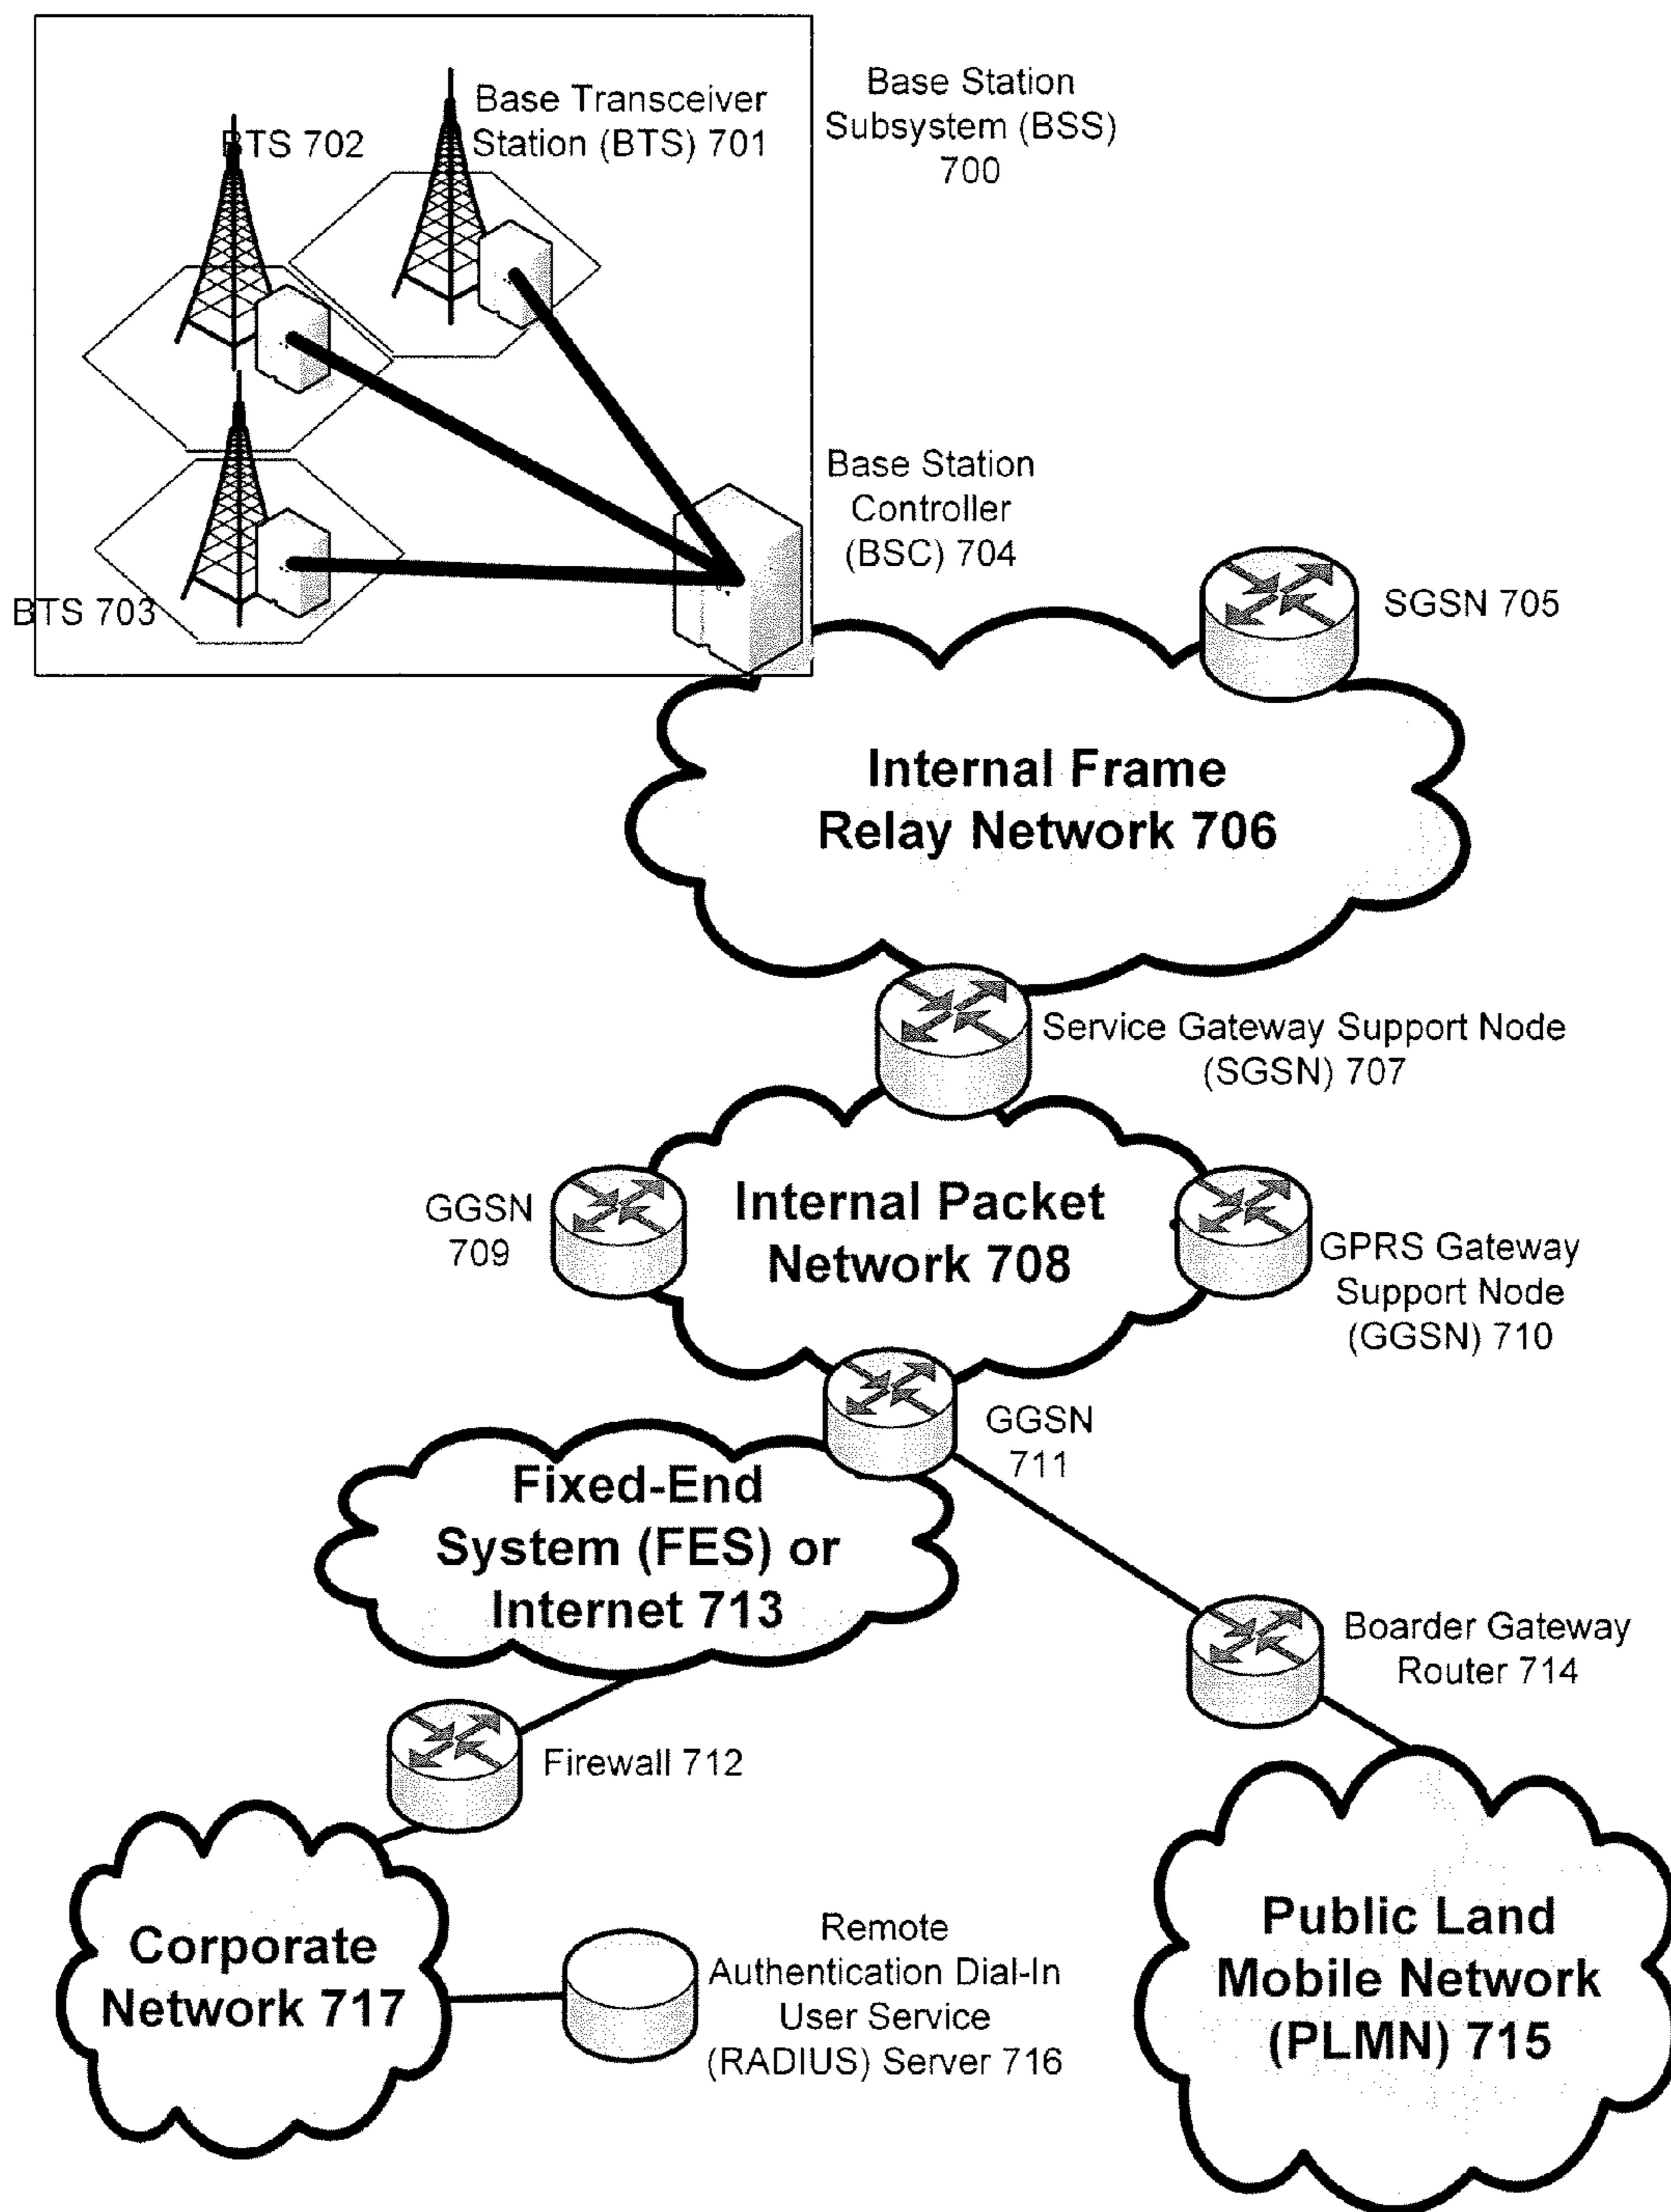 Base Transceiver
Station (BTS) 701
BTS 702
Base Station
Subsystem (BSS)
700
BTS 703
Base Station
Controller
(BSC) 704
SGSN 705
Internal Frame
Relay Network 706
Service Gateway Support Node
(SGSN) 707
GGSN
709
Internal Packet
Network 708
GPRS Gateway
Support Node
(GGSN) 710
GGSN
711
Fixed-End
System (FES) or
Internet 713
Boarder Gateway
Router 714
Firewall 712
Corporate
Network 717
Remote
Authentication Dial-In
User Service
(RADIUS) Server 716
Public Land
Mobile Network
(PLMN) 715